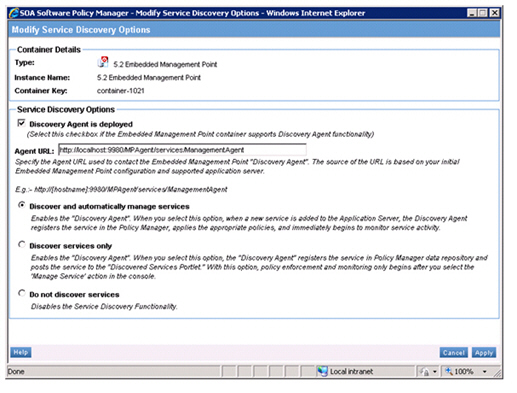 SOA Software Policy Manager - Modify Service Discovery Options - Windows Internet Explorer
Modify Service Discovery Options
Container Details
Type: 5.2 Embedded Management Point
Instance Name: 5.2 Embedded Management Point
Container Key: container-1021
Service Discovery Options
Discovery Agent is deployed
(Select this checkbox if the Embedded Management Point container supports Discovery Agent functionality)
Agent URL: http://localhost:9980/MPAgent/services/ManagementAgent
Specify the Agent URL used to contact the Embedded Management Point "Discovery Agent". The source of the URL is based on your initial
Embedded Management Point configuration and supported application server.
E.g:- http://[hostname]:9980/MPAgent/services/ManagementAgent
Discover and automatically manage services
Enables the "Discovery Agent". When you select this option, when a new service is added to the Application Server, the Discovery Agent
registers the service in the Policy Manager, applies the appropriate policies, and immediately begins to monitor service activity.
Discover services only
Enables the "Discovery Agent". When you select this option, the "Discovery Agent" registers the service in Policy Manager data repository and
posts the service to the "Discovered Services Portlet." With this option, policy enforcement and monitoring only begins after you select the
'Manage Service' action in the console.
Do not discover services
Disables the Service Discovery Functionality.
Help
Cancel
Apply
Done
Local intranet
100%